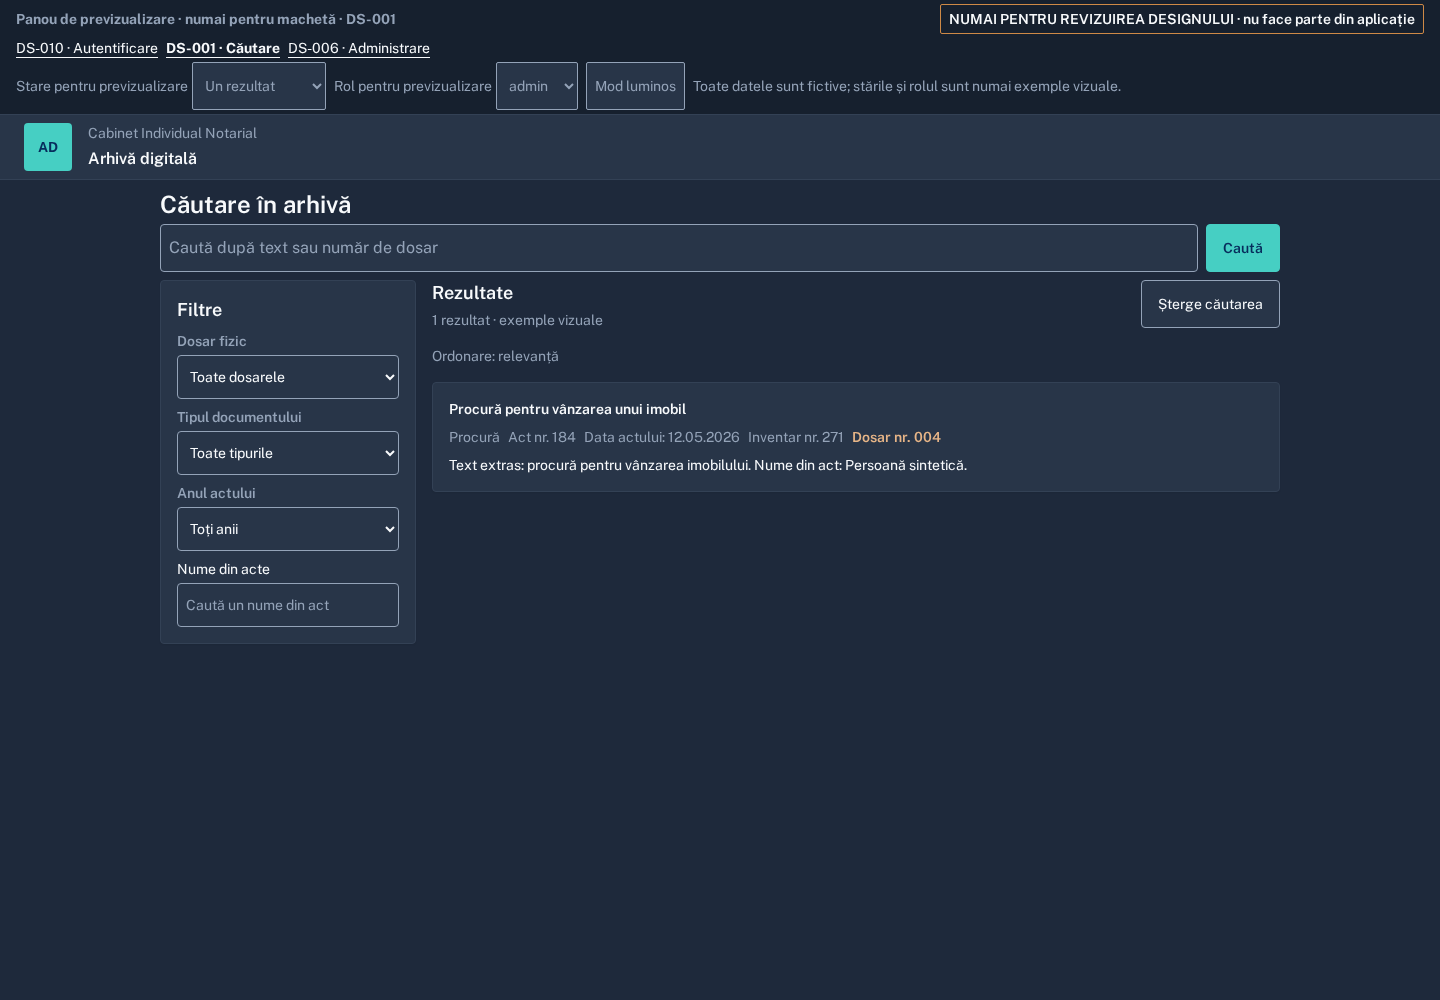 Panou de previzualizare · numai pentru machetă · DS-001
NUMAI PENTRU REVIZUIREA DESIGNULUI · nu face parte din aplicație
DS-010 · Autentificare DS-001 · Căutare DS-006 · Administrare
Stare pentru previzualizare Un rezultat Rol pentru previzualizare admin Mod luminos Toate datele sunt fictive; stările și rolul sunt numai exemple vizuale.
AD
Cabinet Individual Notarial
Arhivă digitală
Căutare în arhivă
Caută după text sau număr de dosar
Caută
Filtre
Dosar fizic
Toate dosarele
Tipul documentului
Toate tipurile
Anul actului
Toți anii
Nume din acte
Caută un nume din act
Rezultate
1 rezultat · exemple vizuale
Șterge căutarea
Ordonare: relevanță
Procură pentru vânzarea unui imobil
Procură Act nr. 184 Data actului: 12.05.2026 Inventar nr. 271 Dosar nr. 004
Text extras: procură pentru vânzarea imobilului. Nume din act: Persoană sintetică.